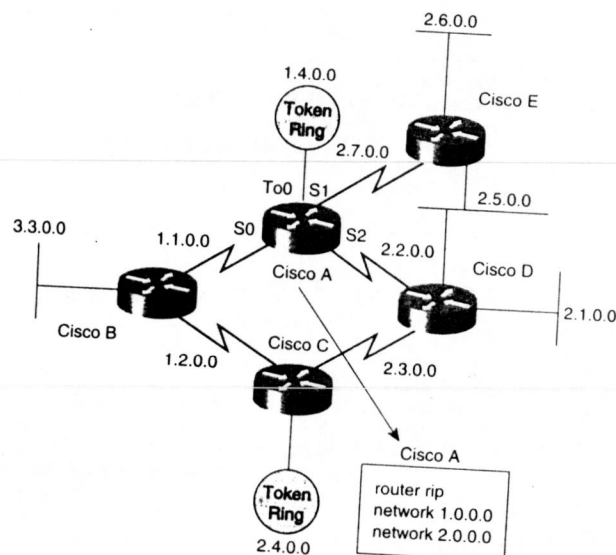 2.6.0.0
1.4.0.0
Cisco E
Token
Ring
2.7.0.0
To0
S1
2.5.0.0
3.3.0.0
1.1.0.0
S0
S2
2.2.0.0
Cisco D
Cisco A
2.1.0.0
Cisco B
Cisco C
1.2.0.0
2.3.0.0
Cisco A
Token
Ring
router rip
network 1.0.0.0
network 2.0.0.0
2.4.0.0